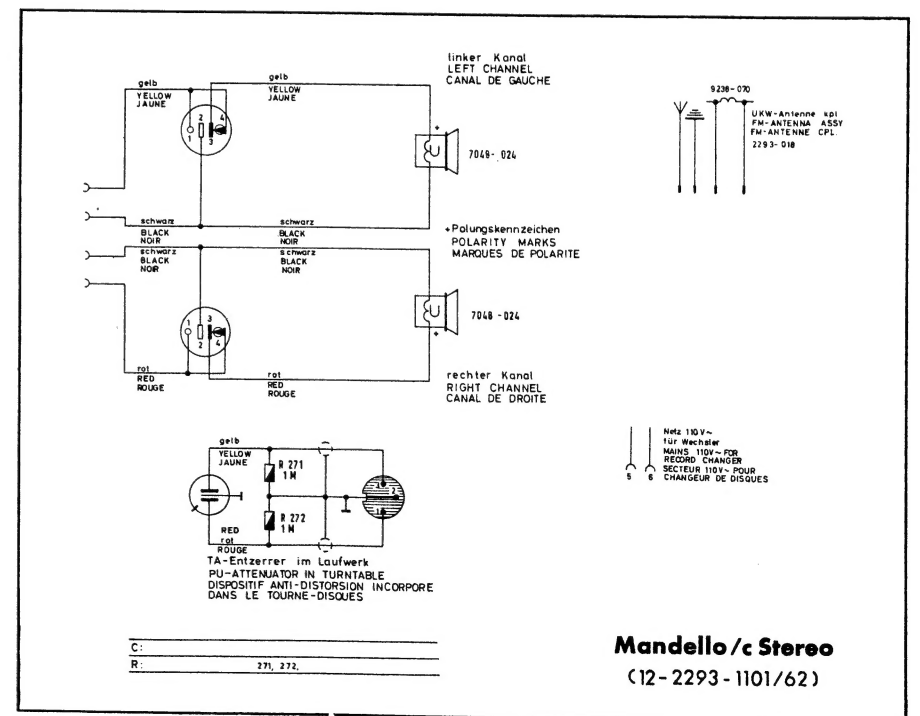 linker Kanal
LEFT CHANNEL
CANAL DE GAUCHE
gelb
YELLOW
JAUNE
gelb
YELLOW
JAUNE
1
2
3
4
+
7048-024
schwarz
BLACK
NOIR
schwarz
BLACK
NOIR
+Polungskennzeichen
POLARITY MARKS
MARQUES DE POLARITE
schwarz
BLACK
NOIR
schwarz
BLACK
NOIR
1
2
3
4
+
7048-024
rot
RED
ROUGE
rot
RED
ROUGE
rechter Kanal
RIGHT CHANNEL
CANAL DE DROITE
9238-070
UKW-Antenne kpl
FM-ANTENNA ASSY
FM-ANTENNE CPL.
2293-018
gelb
YELLOW
JAUNE
R 271
1M
R 272
1M
2
RED
rot
ROUGE
TA-Entzerrer im Laufwerk
PU-ATTENUATOR IN TURNTABLE
DISPOSITIF ANTI-DISTORSION INCORPORE
DANS LE TOURNE-DISQUES
5
6
Netz 110V~
für Wechsler
MAINS 110V~ FOR
RECORD CHANGER
SECTEUR 110V~ POUR
CHANGEUR DE DISQUES
C:
R: 271, 272,
Mandello/c Stereo
(12-2293-1101/62)